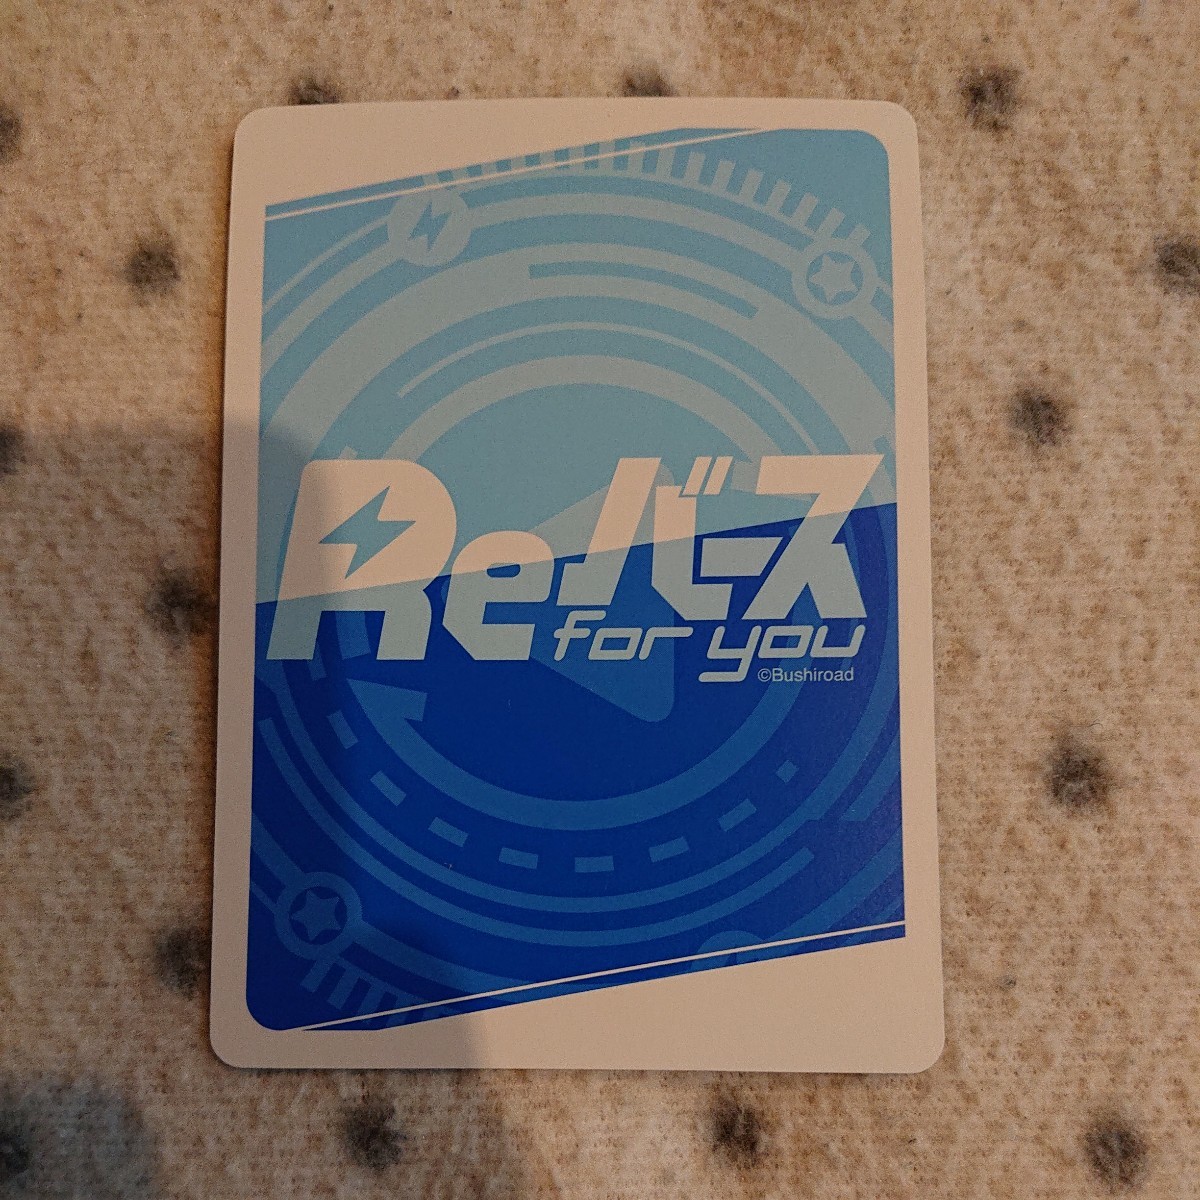 Reバース
for you
©Bushiroad